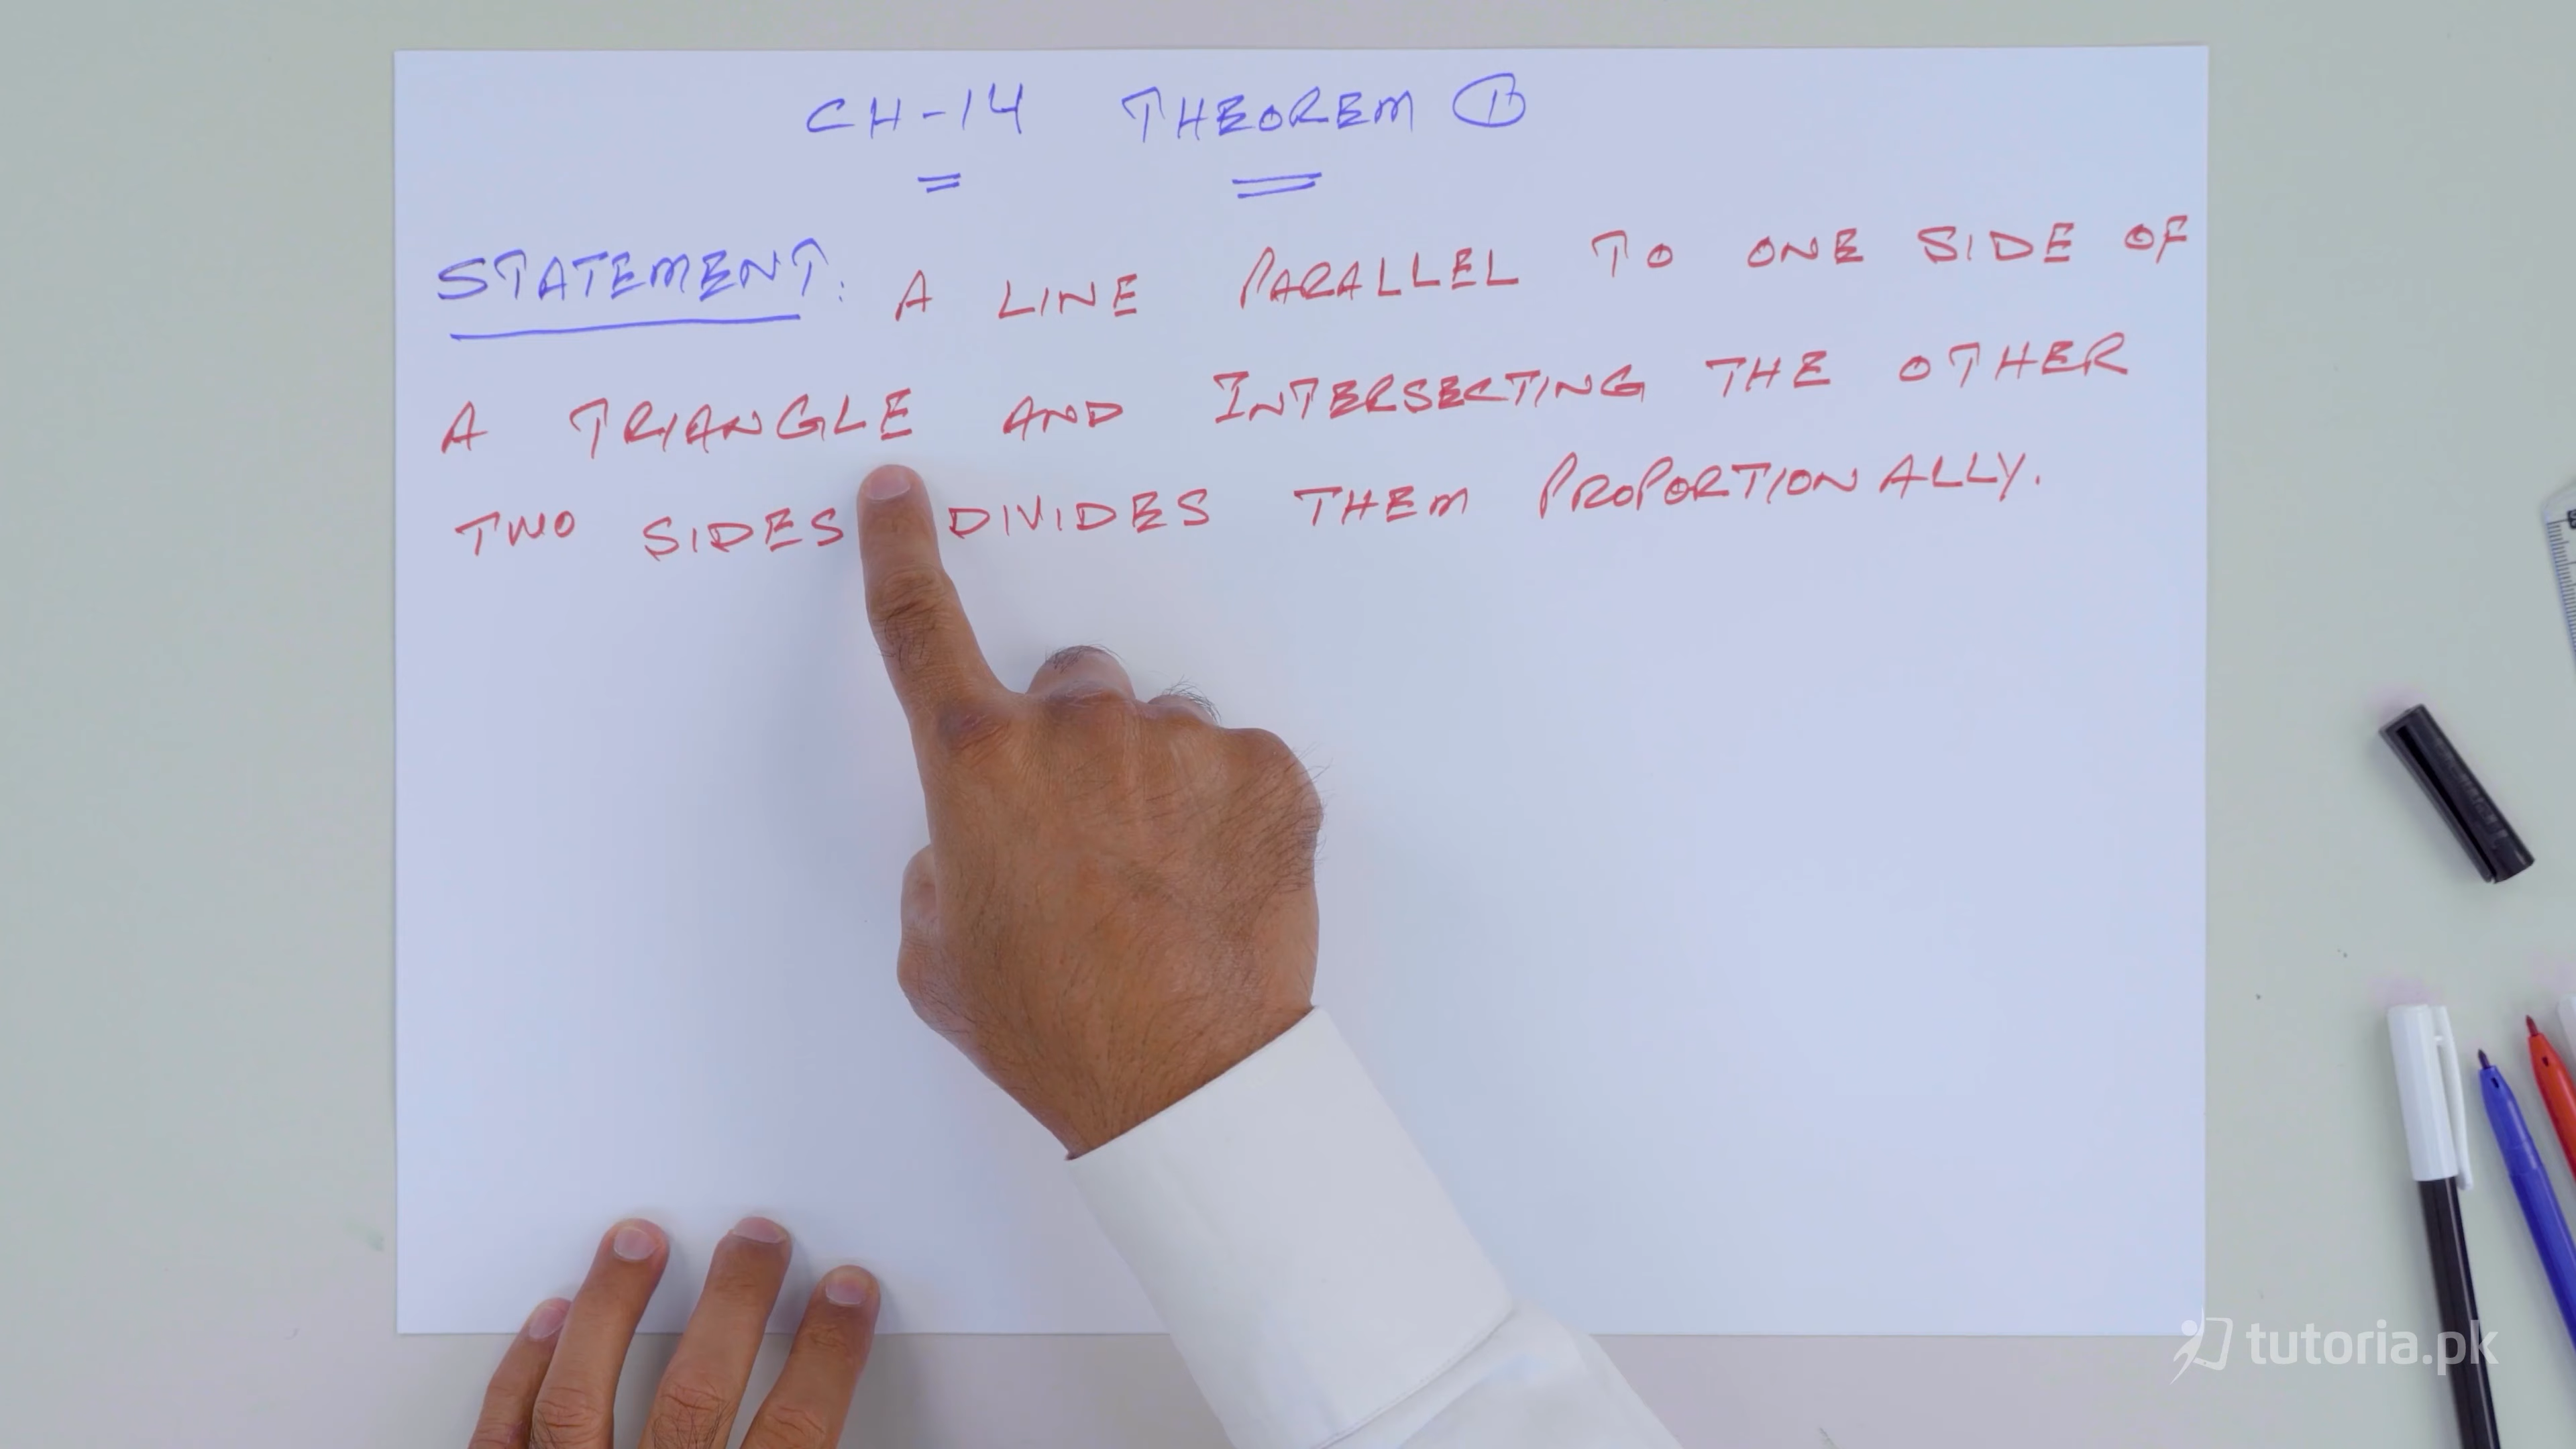 CH-14 THEOREM ①
STATEMENT: A LINE PARALLEL TO ONE SIDE OF
A TRIANGLE AND INTERSECTING THE OTHER
TWO SIDES DIVIDES THEM PROPORTIONALLY.
tutoria.pk